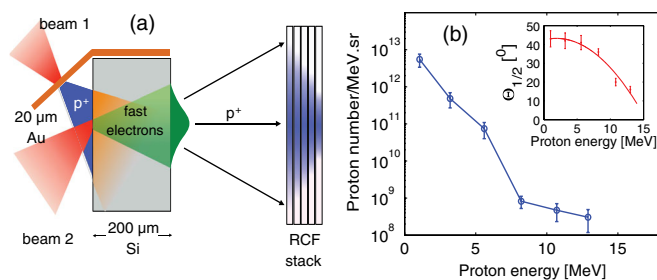 beam 1
(a)
p⁺
20 µm
Au
fast
electrons
p⁺
beam 2
200 µm
Si
RCF
stack
(b)
Proton number/MeV.sr
10¹³
10¹²
10¹¹
10¹⁰
10⁹
10⁸
0 5 10 15
Proton energy [MeV]
Θ₁/₂ [⁰]
50
40
30
20
10
0
0 5 10 15
Proton energy [MeV]